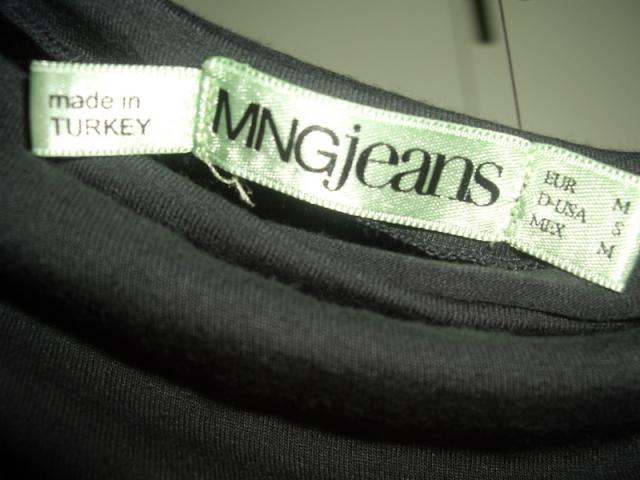 made in
TURKEY
MNGjeans
EUR M
D-USA S
MEX M